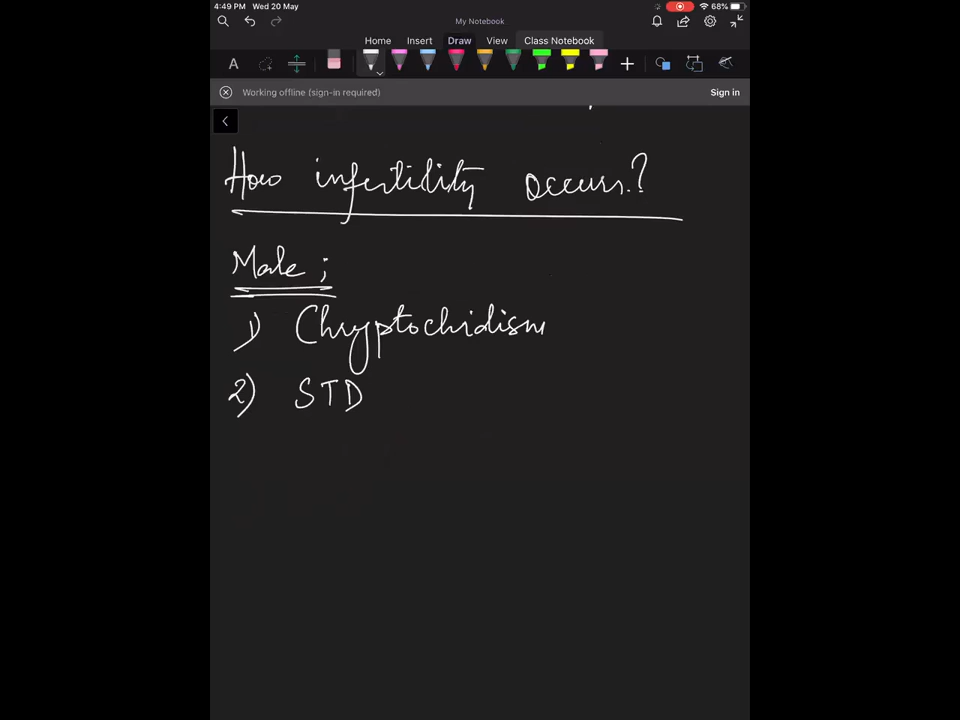 4:49 PM Wed 20 May 68%
My Notebook
Home Insert Draw View Class Notebook
A
Working offline (sign-in required) Sign in
How infertility occurs.?
Male ;
1) Chryptochidism
2) STD